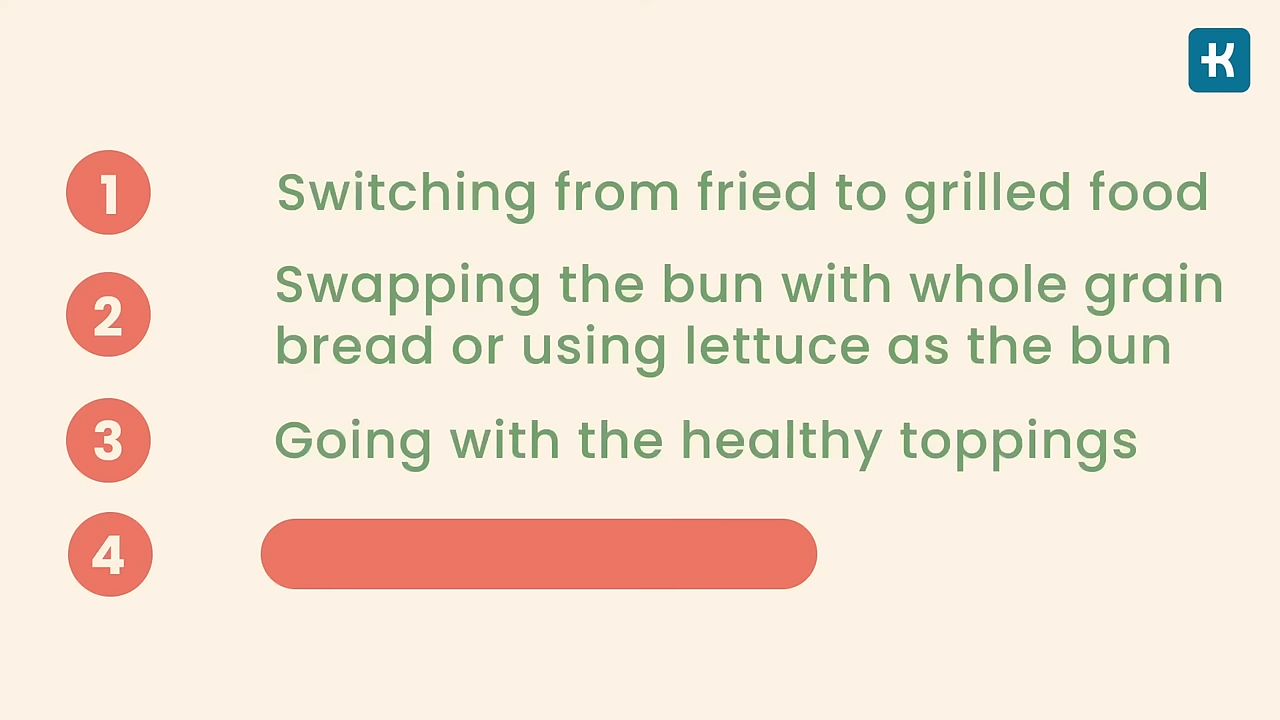 K
1 Switching from fried to grilled food
2 Swapping the bun with whole grain
bread or using lettuce as the bun
3 Going with the healthy toppings
4